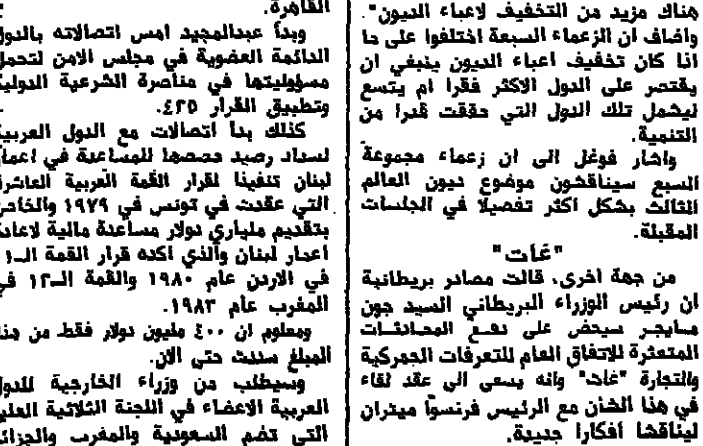 هناك مزيد من التخفيف لاعباء الديون".
واضاف ان الزعماء السبعة اختلفوا على ما
اذا كان تخفيف اعباء الديون ينبغي ان
يقتصر على الدول الاكثر فقرا ام يتسع
ليشمل تلك الدول التي حققت قدرا من
التنمية.
واشار فوغل الى ان زعماء مجموعة
السبع سيناقشون موضوع ديون العالم
الثالث بشكل اكثر تفصيلا في الجلسات
المقبلة.
"غات"
من جهة اخرى، قالت مصادر بريطانية
ان رئيس الوزراء البريطاني السيد جون
مايجر سيحض على دفع المحادثات
المتعثرة للاتفاق العام للتعرفات الجمركية
والتجارة "غات" وانه يسعى الى عقد لقاء
في هذا الشأن مع الرئيس فرنسوا ميتران
ليناقشا أفكارا جديدة.
القاهرة.
وبدأ عبدالمجيد امس اتصالاته بالدول
الدائمة العضوية في مجلس الامن لتحمل
مسؤوليتها في مناصرة الشرعية الدولية
وتطبيق القرار ٤٢٥.
كذلك بدأ اتصالات مع الدول العربية
لسداد رصيد حصصها للمساعدة في اعمار
لبنان تنفيذا لقرار القمة العربية العاشرة
التي عقدت في تونس في ١٩٧٩ والخاص
بتقديم ملياري دولار مساعدة مالية لاعادة
اعمار لبنان والذي اكده قرار القمة الـ١١
في الاردن عام ١٩٨٠ والقمة الـ١٢ في
المغرب عام ١٩٨٣.
ومعلوم ان ٤٠٠ مليون دولار فقط من هذا
المبلغ سددت حتى الآن.
وسيطلب من وزراء الخارجية للدول
العربية الاعضاء في اللجنة الثلاثية العليا
التي تضم السعودية والمغرب والجزائر